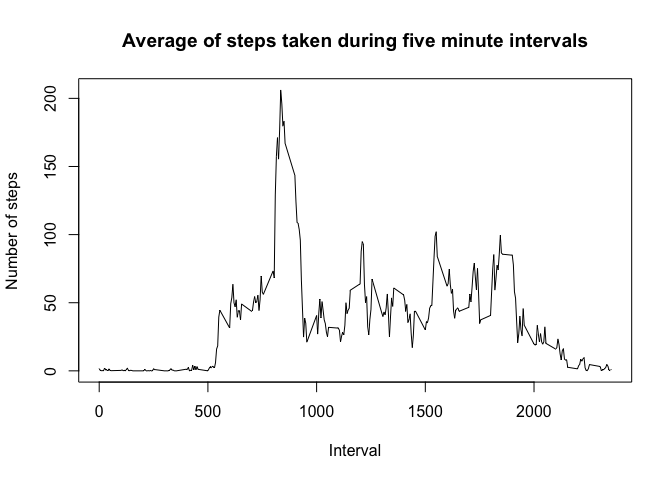 Average of steps taken during five minute intervals
Number of steps
200
150
100
50
0
0 500 1000 1500 2000
Interval